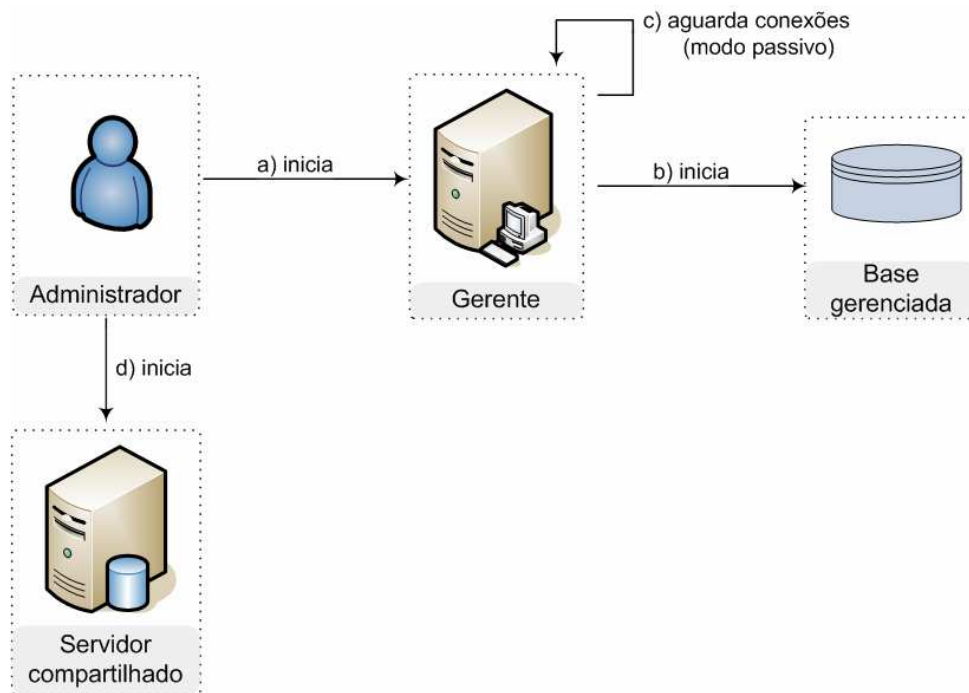 c) aguarda conexões
(modo passivo)
a) inicia
b) inicia
Administrador
Gerente
Base
gerenciada
d) inicia
Servidor
compartilhado